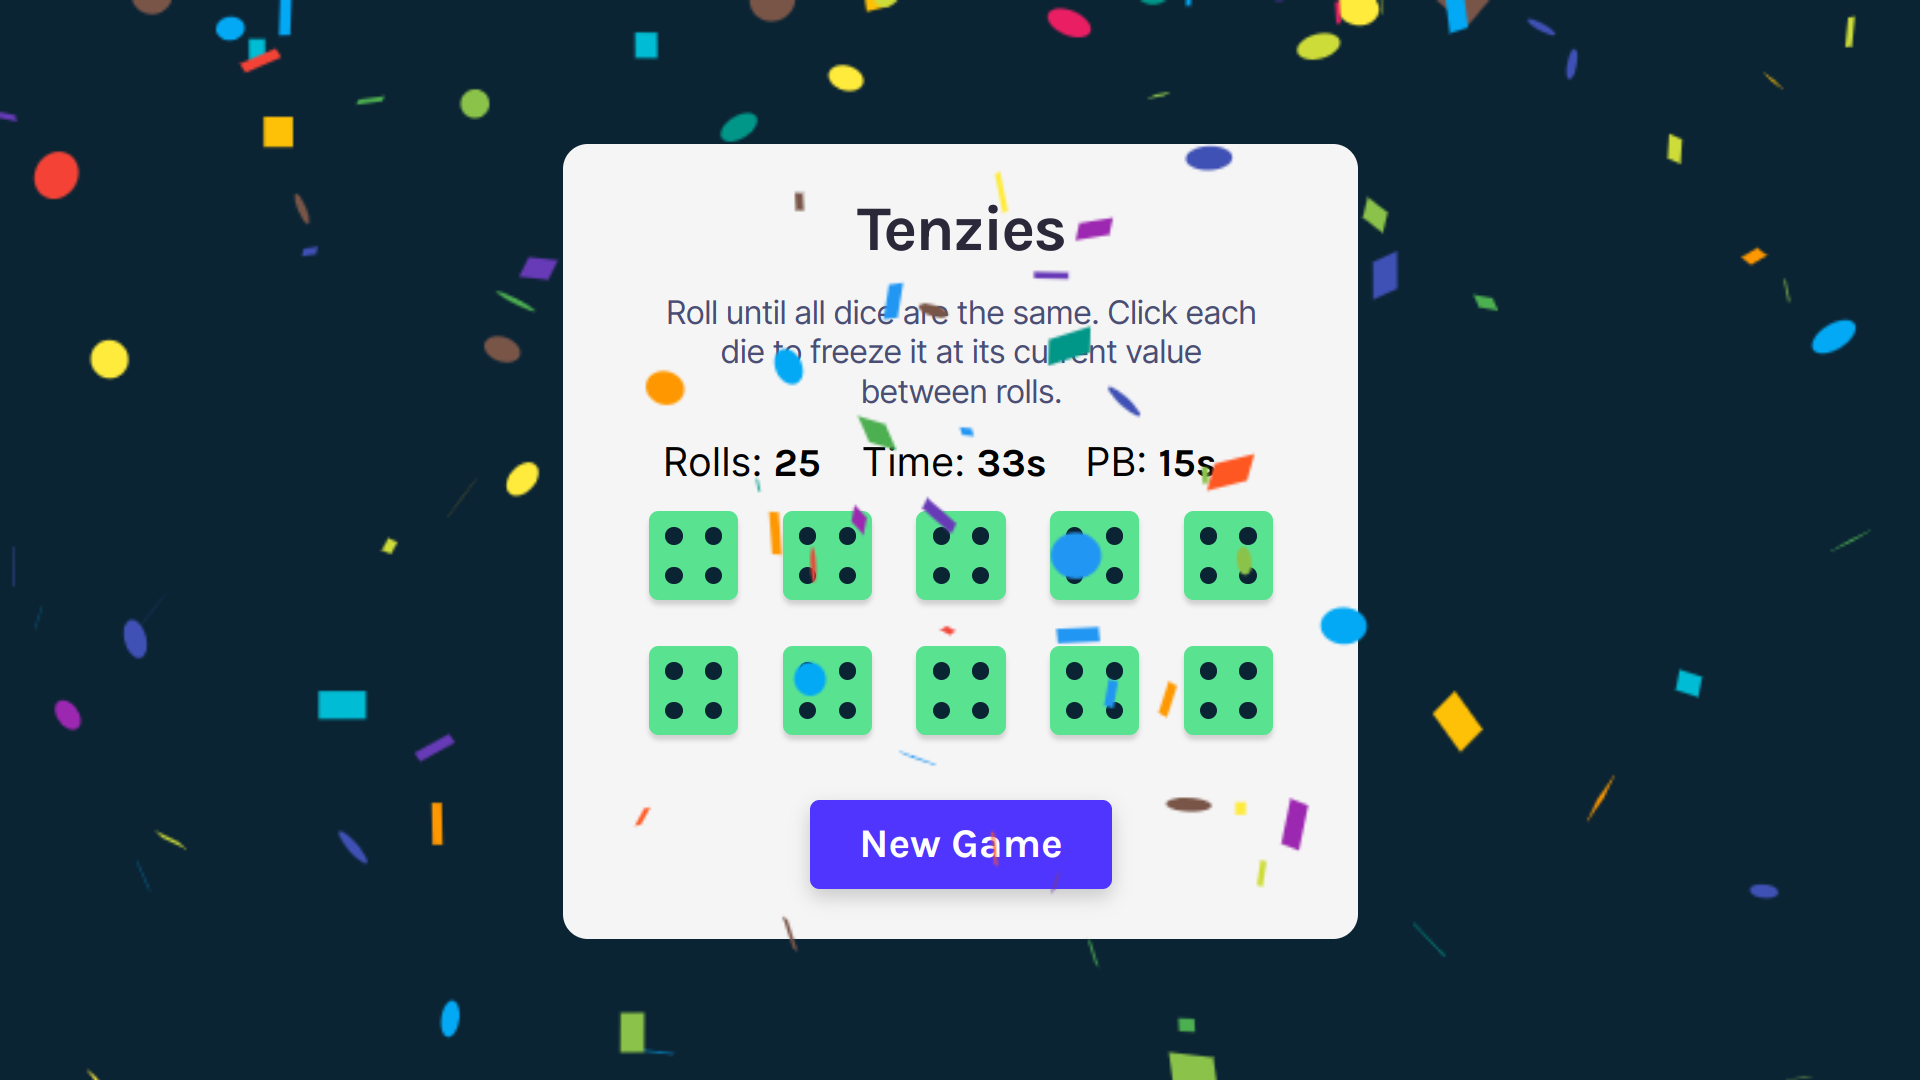 Tenzies
Roll until all dice are the same. Click each
die to freeze it at its current value
between rolls.
Rolls: 25 Time: 33s PB: 15s
New Game